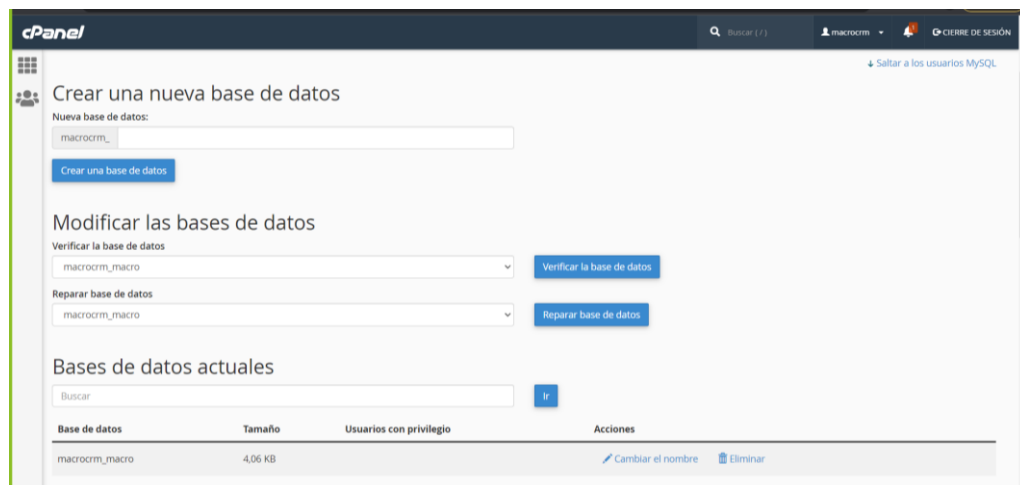 cPanel
Buscar ( / )
macrocrm
CIERRE DE SESIÓN
Saltar a los usuarios MySQL
Crear una nueva base de datos
Nueva base de datos:
macrocrm_
Crear una base de datos
Modificar las bases de datos
Verificar la base de datos
macrocrm_macro
Verificar la base de datos
Reparar base de datos
macrocrm_macro
Reparar base de datos
Bases de datos actuales
Buscar
Ir
Base de datos Tamaño Usuarios con privilegio Acciones
macrocrm_macro 4,06 KB Cambiar el nombre Eliminar